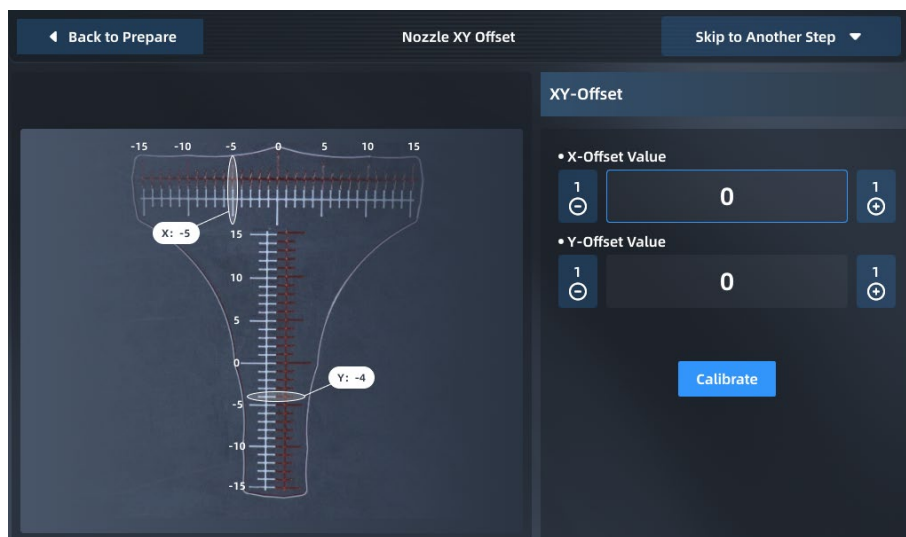 Back to Prepare
Nozzle XY Offset
Skip to Another Step
XY-Offset
-15 -10 -5 0 5 10 15
X: -5
15
10
5
0
Y: -4
-5
-10
-15
• X-Offset Value
1
0
1
• Y-Offset Value
1
0
1
Calibrate